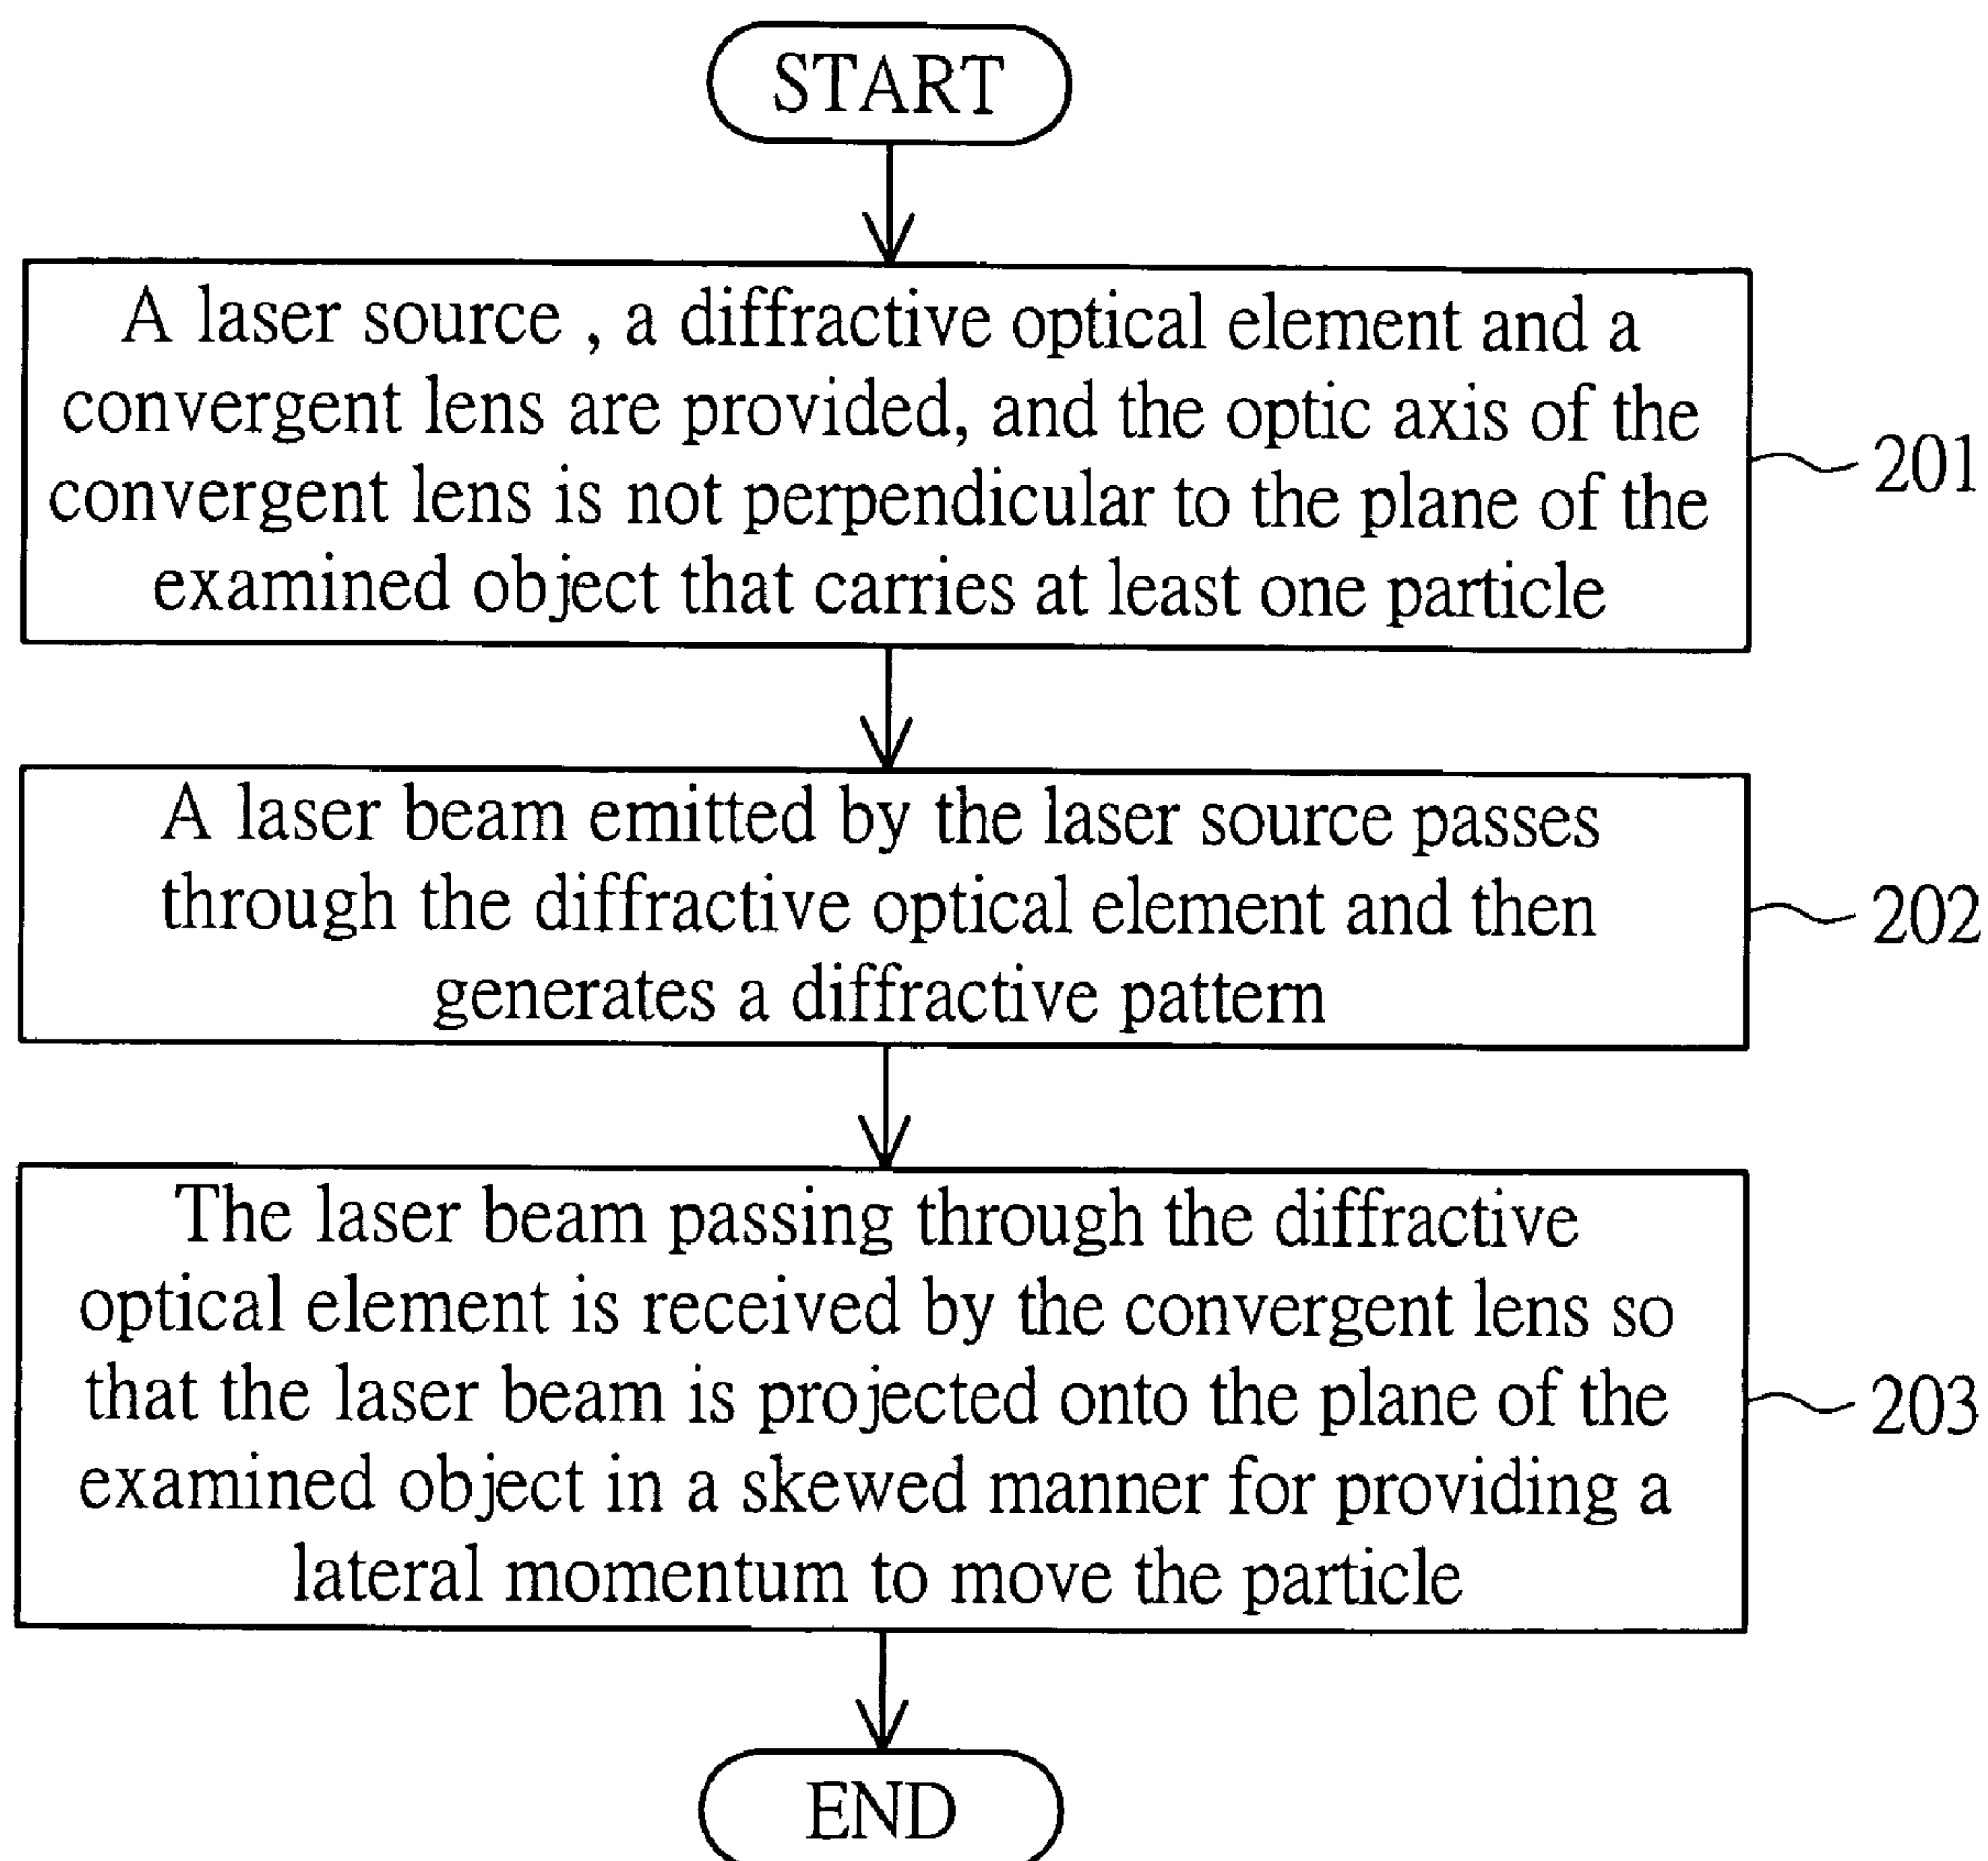 START
A laser source , a diffractive optical element and a
convergent lens are provided, and the optic axis of the
convergent lens is not perpendicular to the plane of the
examined object that carries at least one particle
201
A laser beam emitted by the laser source passes
through the diffractive optical element and then
generates a diffractive pattern
202
The laser beam passing through the diffractive
optical element is received by the convergent lens so
that the laser beam is projected onto the plane of the
examined object in a skewed manner for providing a
lateral momentum to move the particle
203
END